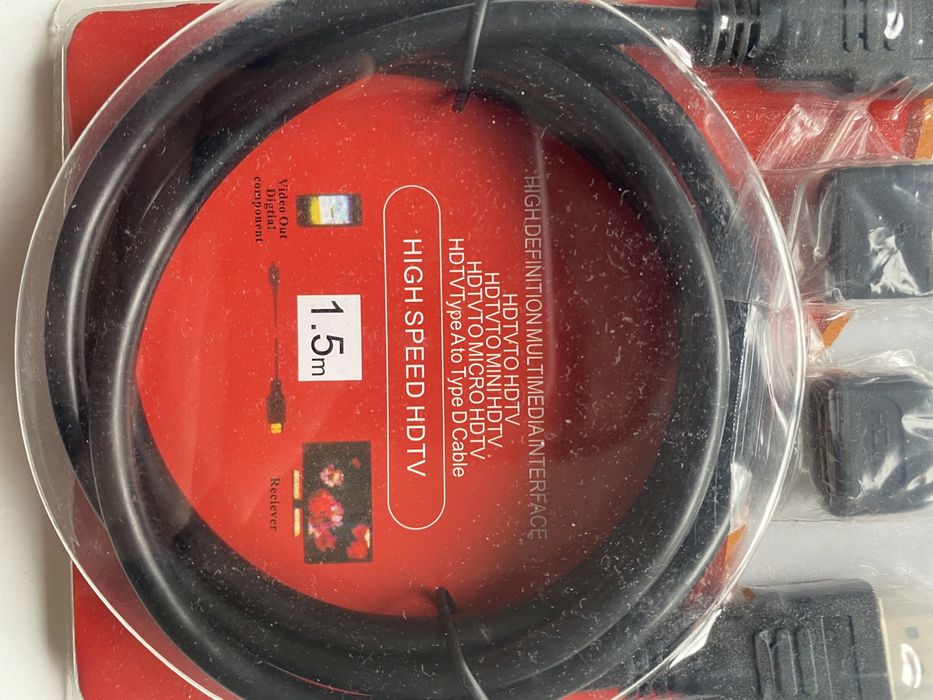 HIGH DEFINITION MULTIMEDIA INTERFACE
HDTV TO HDTV
HDTV TO MINI HDTV
HDTV TO MICRO HDTV
HDTV Type A to Type D Cable
HIGH SPEED HDTV
1.5m
Video Out
Digtial
component
Reciever